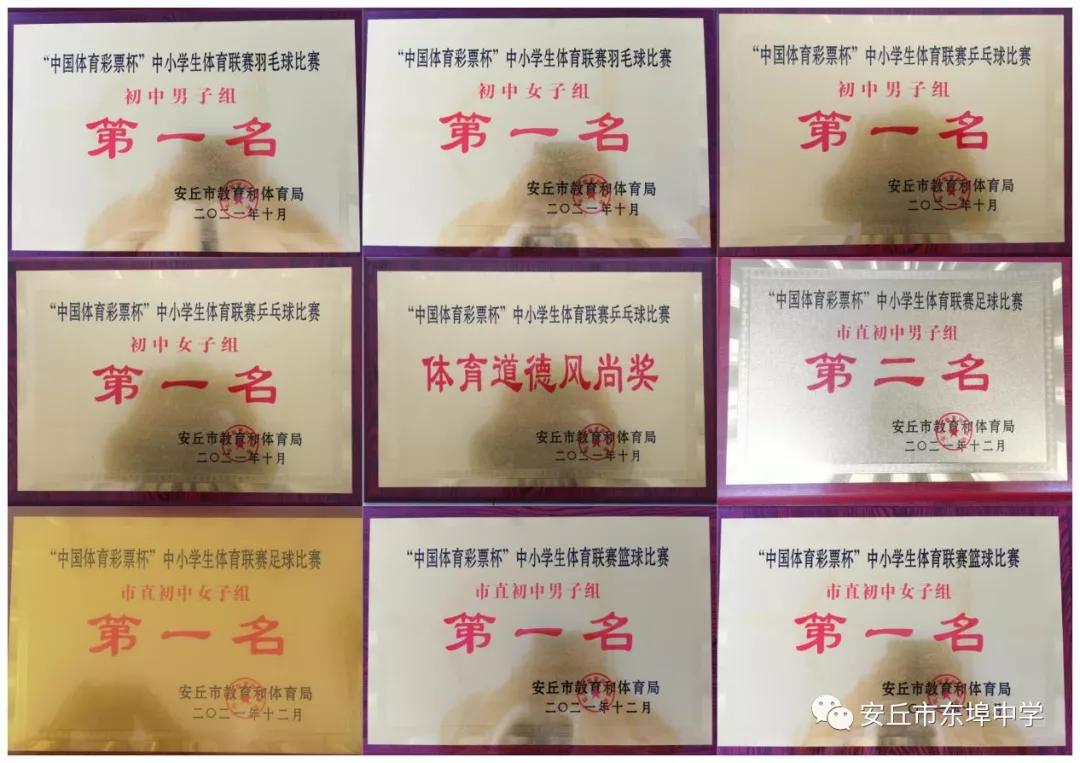 “中国体育彩票杯”中小学生体育联赛羽毛球比赛
初中男子组
第一名
安丘市教育和体育局
二〇二一年十月
“中国体育彩票杯”中小学生体育联赛羽毛球比赛
初中女子组
第一名
安丘市教育和体育局
二〇二一年十月
“中国体育彩票杯”中小学生体育联赛乒乓球比赛
初中男子组
第一名
安丘市教育和体育局
二〇二一年十月
“中国体育彩票杯”中小学生体育联赛乒乓球比赛
初中女子组
第一名
安丘市教育和体育局
二〇二一年十月
“中国体育彩票杯”中小学生体育联赛乒乓球比赛
体育道德风尚奖
安丘市教育和体育局
二〇二一年十月
“中国体育彩票杯”中小学生体育联赛足球比赛
市直初中男子组
第二名
安丘市教育和体育局
二〇二一年十二月
“中国体育彩票杯”中小学生体育联赛足球比赛
市直初中女子组
第一名
安丘市教育和体育局
二〇二一年十二月
“中国体育彩票杯”中小学生体育联赛篮球比赛
市直初中男子组
第一名
安丘市教育和体育局
二〇二一年十二月
“中国体育彩票杯”中小学生体育联赛篮球比赛
市直初中女子组
第一名
安丘市教育和体育局
安丘市东埠中学